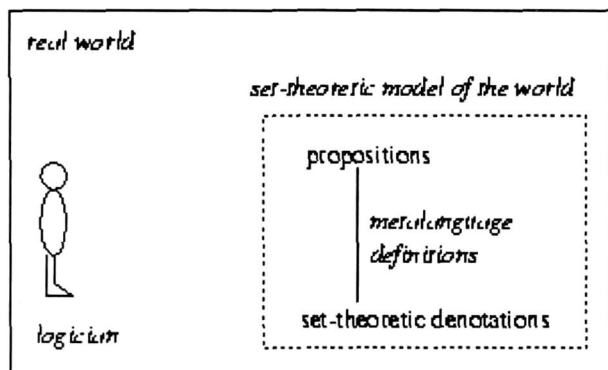 real world
set-theoretic model of the world
propositions
metalanguage
definitions
set-theoretic denotations
logician